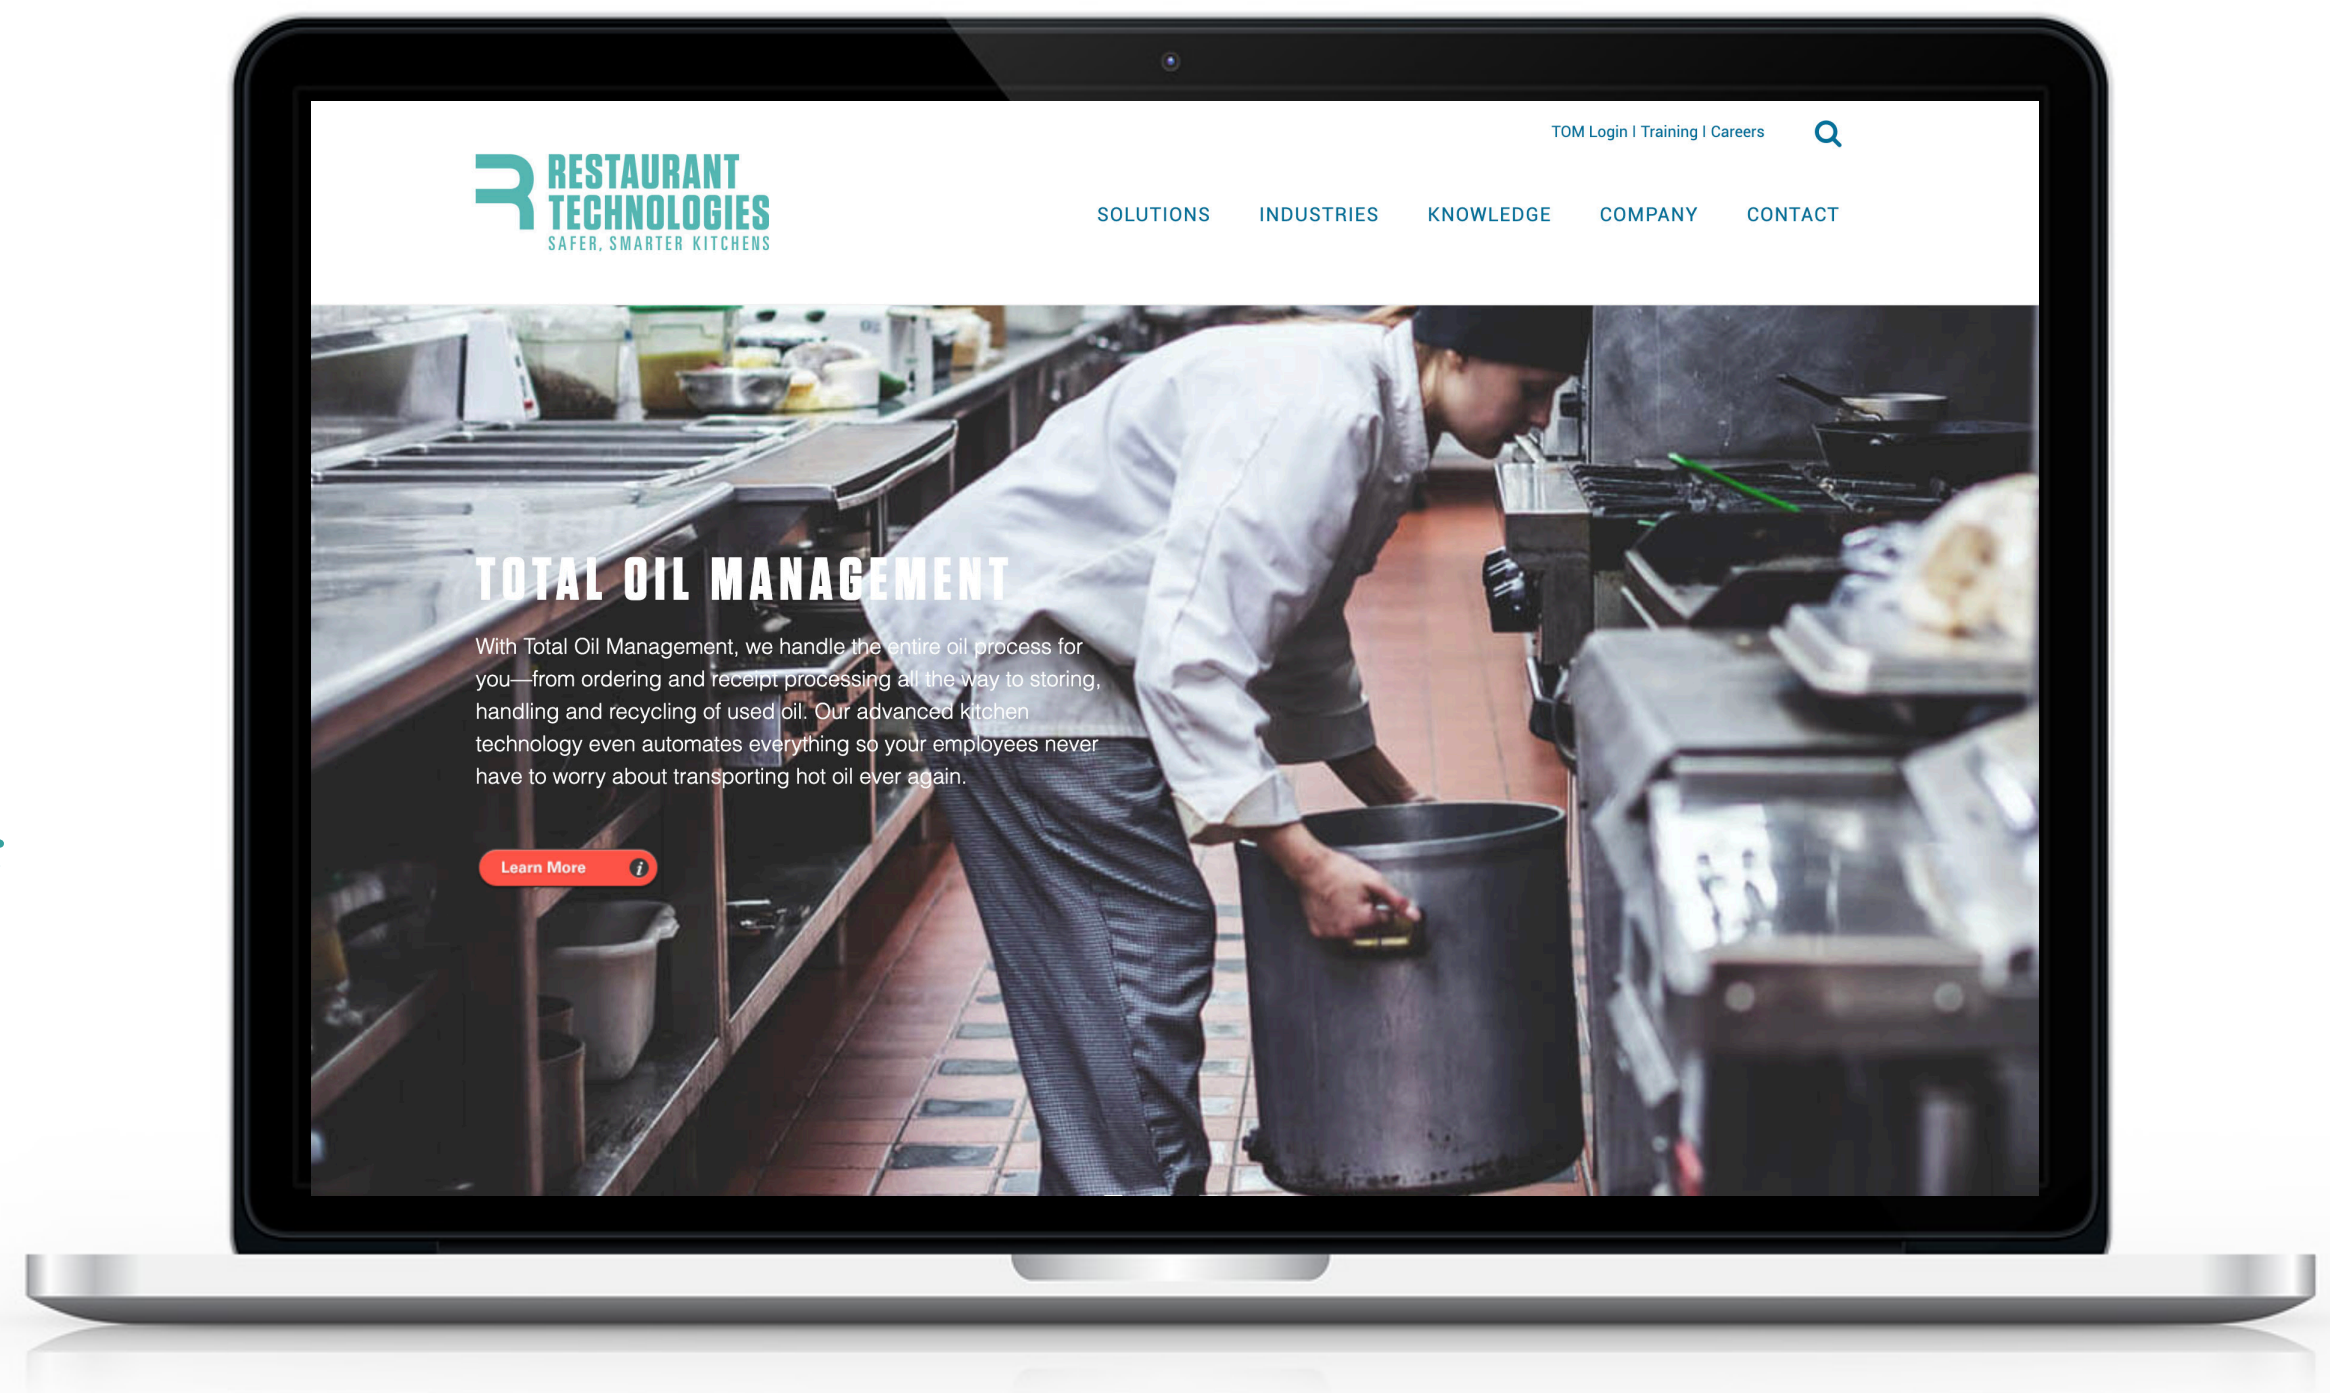 TOM Login | Training | Careers
RESTAURANT
TECHNOLOGIES
SAFER, SMARTER KITCHENS
SOLUTIONS INDUSTRIES KNOWLEDGE COMPANY CONTACT
TOTAL OIL MANAGEMENT
With Total Oil Management, we handle the entire oil process for
you—from ordering and receipt processing all the way to storing,
handling and recycling of used oil. Our advanced kitchen
technology even automates everything so your employees never
have to worry about transporting hot oil ever again.
Learn More i